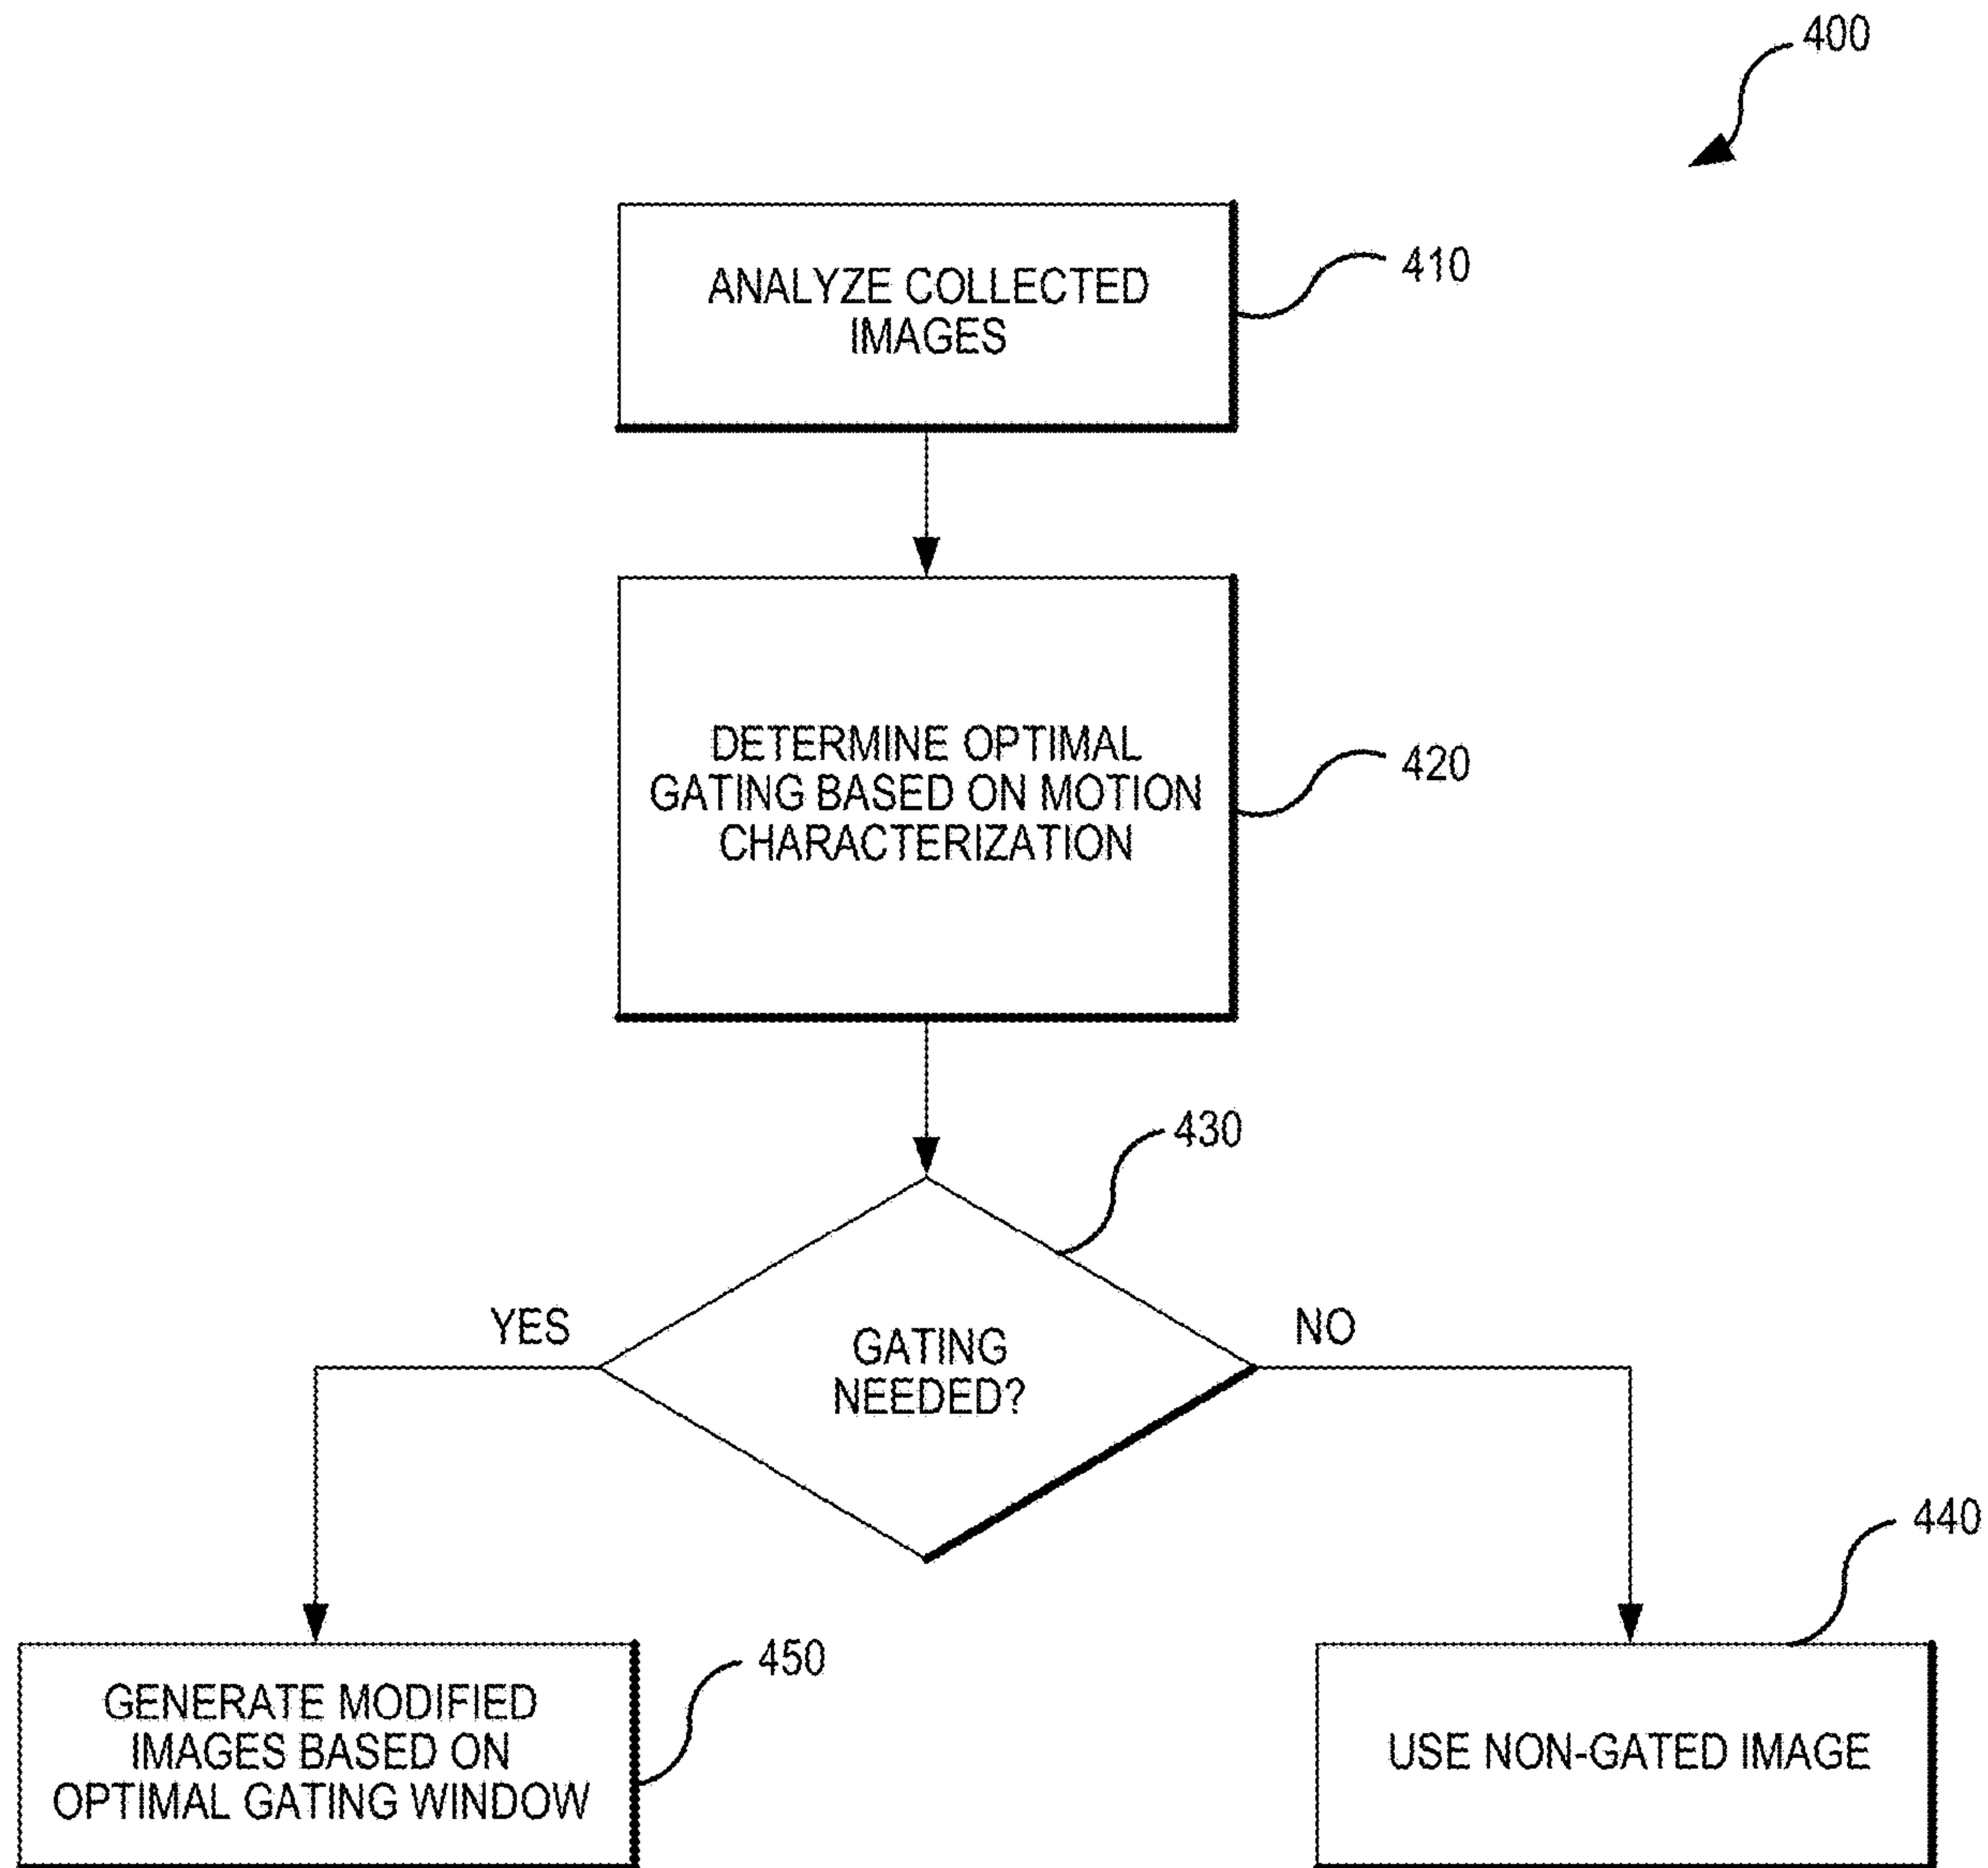 400
ANALYZE COLLECTED
IMAGES
410
DETERMINE OPTIMAL
GATING BASED ON MOTION
CHARACTERIZATION
420
430
YES
GATING
NEEDED?
NO
440
450
GENERATE MODIFIED
IMAGES BASED ON
OPTIMAL GATING WINDOW
USE NON-GATED IMAGE